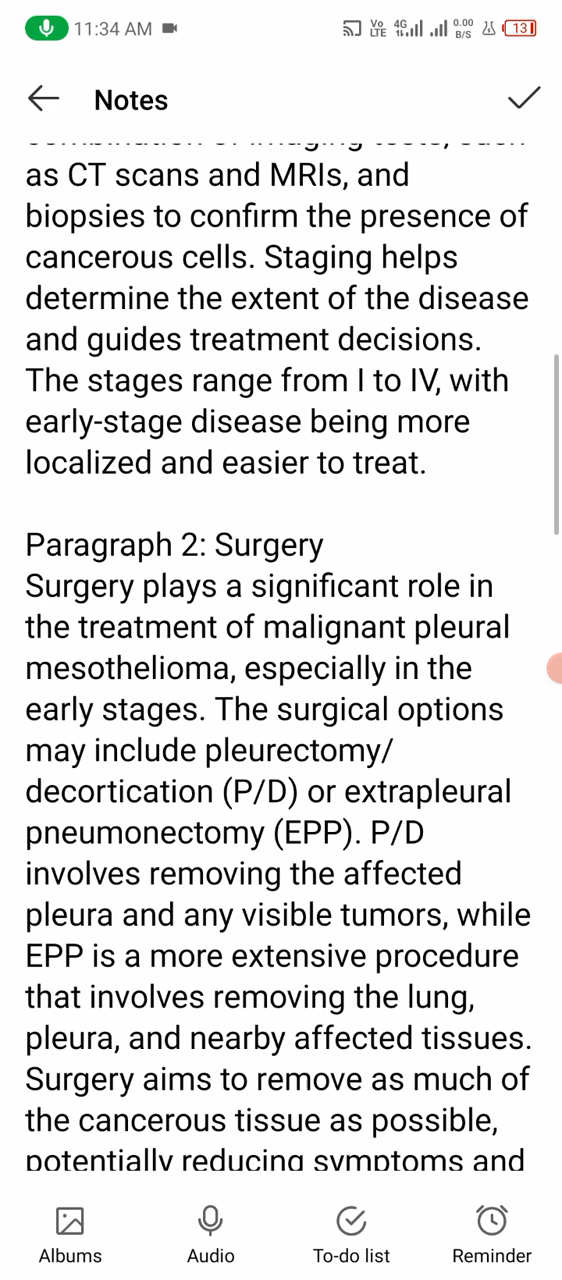 11:34 AM
Vo LTE 4G 0.00 B/S 13
Notes
as CT scans and MRIs, and
biopsies to confirm the presence of
cancerous cells. Staging helps
determine the extent of the disease
and guides treatment decisions.
The stages range from I to IV, with
early-stage disease being more
localized and easier to treat.
Paragraph 2: Surgery
Surgery plays a significant role in
the treatment of malignant pleural
mesothelioma, especially in the
early stages. The surgical options
may include pleurectomy/
decortication (P/D) or extrapleural
pneumonectomy (EPP). P/D
involves removing the affected
pleura and any visible tumors, while
EPP is a more extensive procedure
that involves removing the lung,
pleura, and nearby affected tissues.
Surgery aims to remove as much of
the cancerous tissue as possible,
potentially reducing symptoms and
Albums Audio To-do list Reminder